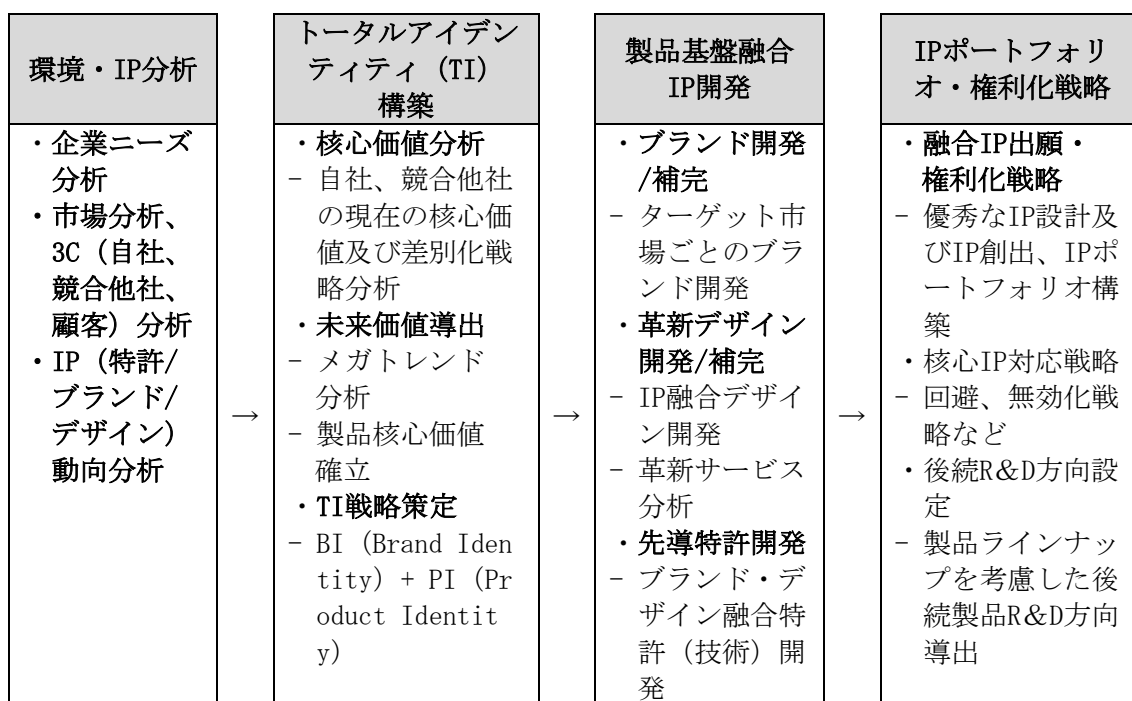 環境・IP分析
・企業ニーズ
分析
・市場分析、
3C（自社、
競合他社、
顧客）分析
・IP（特許/
ブランド/
デザイン）
動向分析
→
トータルアイデン
ティティ（TI）
構築
・核心価値分析
- 自社、競合他社
の現在の核心価
値及び差別化戦
略分析
・未来価値導出
- メガトレンド
分析
- 製品核心価値
確立
・TI戦略策定
- BI（Brand Iden
tity）+ PI（Pr
oduct Identit
y）
→
製品基盤融合
IP開発
・ブランド開発
/補完
- ターゲット市
場ごとのブラ
ンド開発
・革新デザイン
開発/補完
- IP融合デザイ
ン開発
- 革新サービス
分析
・先導特許開発
- ブランド・デ
ザイン融合特
許（技術）開
発
→
IPポートフォリ
オ・権利化戦略
・融合IP出願・
権利化戦略
- 優秀なIP設計及
びIP創出、IPポ
ートフォリオ構
築
・核心IP対応戦略
- 回避、無効化戦
略など
・後続R＆D方向設
定
- 製品ラインナッ
プを考慮した後
続製品R＆D方向
導出